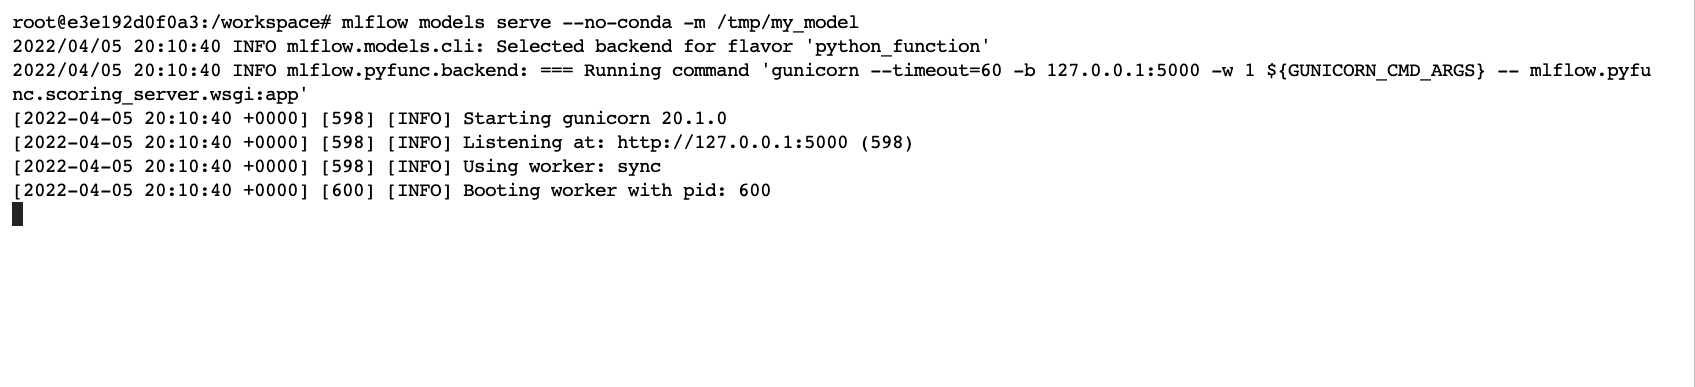 root@e3e192d0f0a3:/workspace# mlflow models serve --no-conda -m /tmp/my_model
2022/04/05 20:10:40 INFO mlflow.models.cli: Selected backend for flavor 'python_function'
2022/04/05 20:10:40 INFO mlflow.pyfunc.backend: === Running command 'gunicorn --timeout=60 -b 127.0.0.1:5000 -w 1 ${GUNICORN_CMD_ARGS} -- mlflow.pyfu
nc.scoring_server.wsgi:app'
[2022-04-05 20:10:40 +0000] [598] [INFO] Starting gunicorn 20.1.0
[2022-04-05 20:10:40 +0000] [598] [INFO] Listening at: http://127.0.0.1:5000 (598)
[2022-04-05 20:10:40 +0000] [598] [INFO] Using worker: sync
[2022-04-05 20:10:40 +0000] [600] [INFO] Booting worker with pid: 600